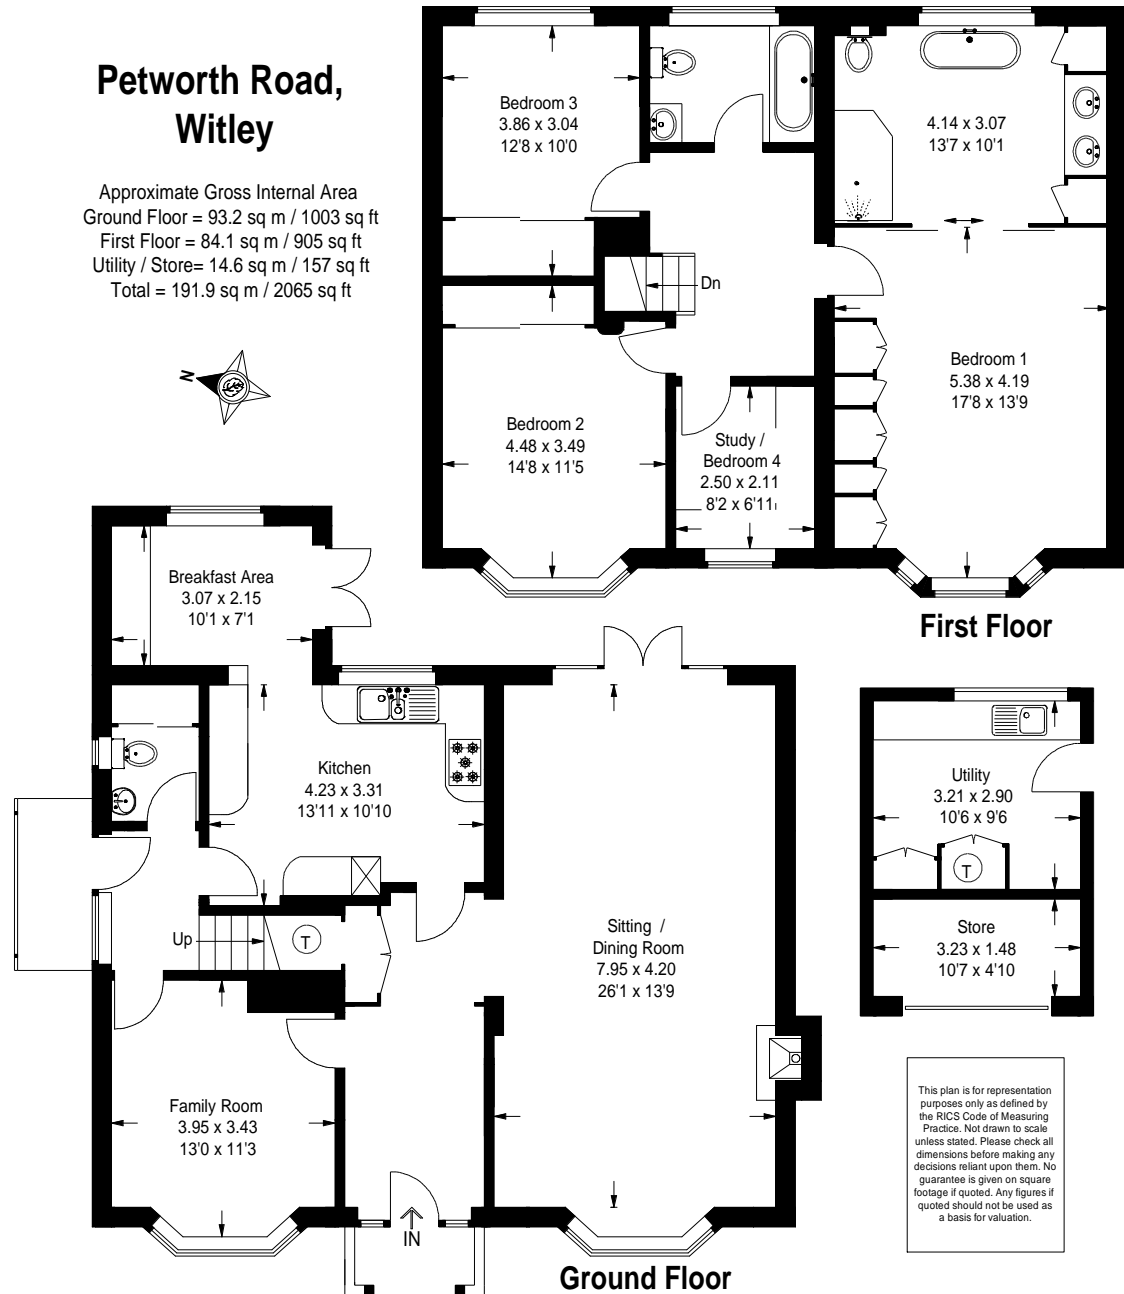 Petworth Road,
Witley
Approximate Gross Internal Area
Ground Floor = 93.2 sq m / 1003 sq ft
First Floor = 84.1 sq m / 905 sq ft
Utility / Store= 14.6 sq m / 157 sq ft
Total = 191.9 sq m / 2065 sq ft
N
Bedroom 3
3.86 x 3.04
12'8 x 10'0
4.14 x 3.07
13'7 x 10'1
Dn
Bedroom 1
5.38 x 4.19
17'8 x 13'9
Bedroom 2
4.48 x 3.49
14'8 x 11'5
Study /
Bedroom 4
2.50 x 2.11
8'2 x 6'11
First Floor
Breakfast Area
3.07 x 2.15
10'1 x 7'1
Kitchen
4.23 x 3.31
13'11 x 10'10
Up
T
Sitting /
Dining Room
7.95 x 4.20
26'1 x 13'9
Family Room
3.95 x 3.43
13'0 x 11'3
IN
Ground Floor
Utility
3.21 x 2.90
10'6 x 9'6
T
Store
3.23 x 1.48
10'7 x 4'10
This plan is for representation
purposes only as defined by
the RICS Code of Measuring
Practice. Not drawn to scale
unless stated. Please check all
dimensions before making any
decisions reliant upon them. No
guarantee is given on square
footage if quoted. Any figures if
quoted should not be used as
a basis for valuation.